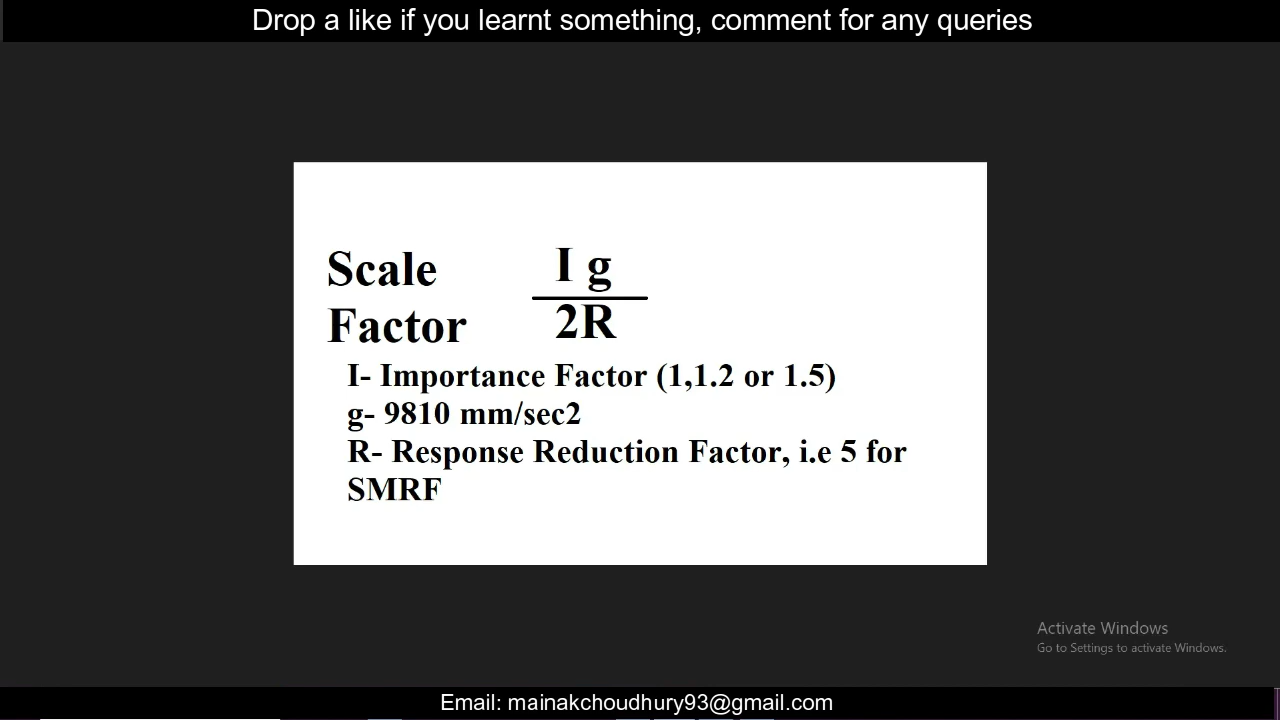 Drop a like if you learnt something, comment for any queries
Scale
Factor
I g
2R
I- Importance Factor (1,1.2 or 1.5)
g- 9810 mm/sec2
R- Response Reduction Factor, i.e 5 for
SMRF
Activate Windows
Go to Settings to activate Windows.
Email: mainakchoudhury93@gmail.com